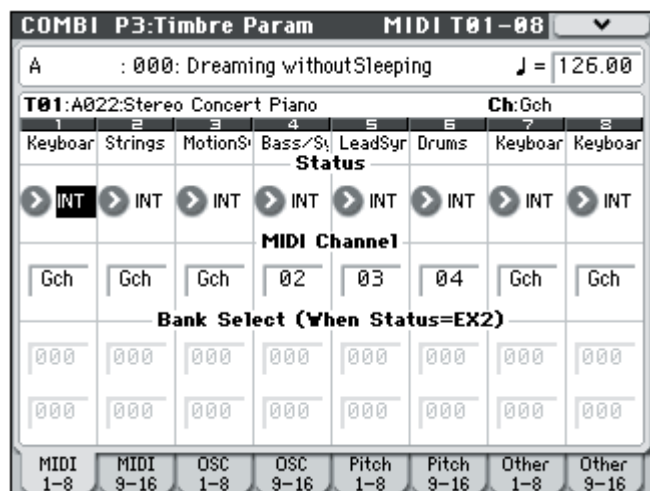 COMBI P3:Timbre Param MIDI T01-08
A : 000: Dreaming withoutSleeping ♩ = 126.00
T01:A022:Stereo Concert Piano Ch:Gch
1 2 3 4 5 6 7 8
Keyboar Strings MotionS Bass/Sy LeadSyr Drums Keyboar Keyboar
Status
INT INT INT INT INT INT INT INT
MIDI Channel
Gch Gch Gch 02 03 04 Gch Gch
Bank Select (When Status=EX2)
000 000 000 000 000 000 000 000
000 000 000 000 000 000 000 000
MIDI 1-8 MIDI 9-16 OSC 1-8 OSC 9-16 Pitch 1-8 Pitch 9-16 Other 1-8 Other 9-16